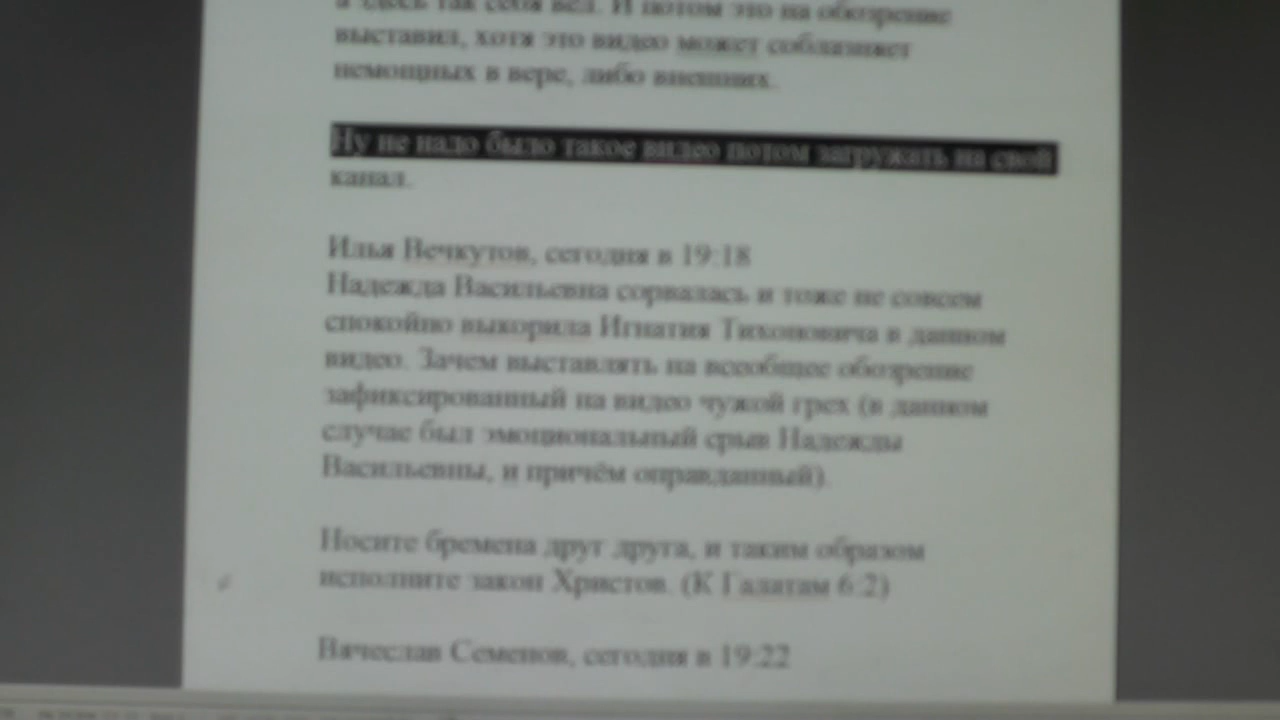 а здесь так себя вёл. И потом это на обозрение
выставил, хотя это видео может соблазняет
немощных в вере, либо внешних.
Ну не надо было такое видео потом загружать на свой
канал.
Илья Вечкутов, сегодня в 19:18
Надежда Васильевна сорвалась и тоже не совсем
спокойно выкорила Игнатия Тихоновича в данном
видео. Зачем выставлять на всеобщее обозрение
зафиксированный на видео чужой грех (в данном
случае был эмоциональный срыв Надежды
Васильевны, и причём оправданный).
Носите бремена друг друга, и таким образом
исполните закон Христов. (К Галатам 6:2)
Вячеслав Семенов, сегодня в 19:22